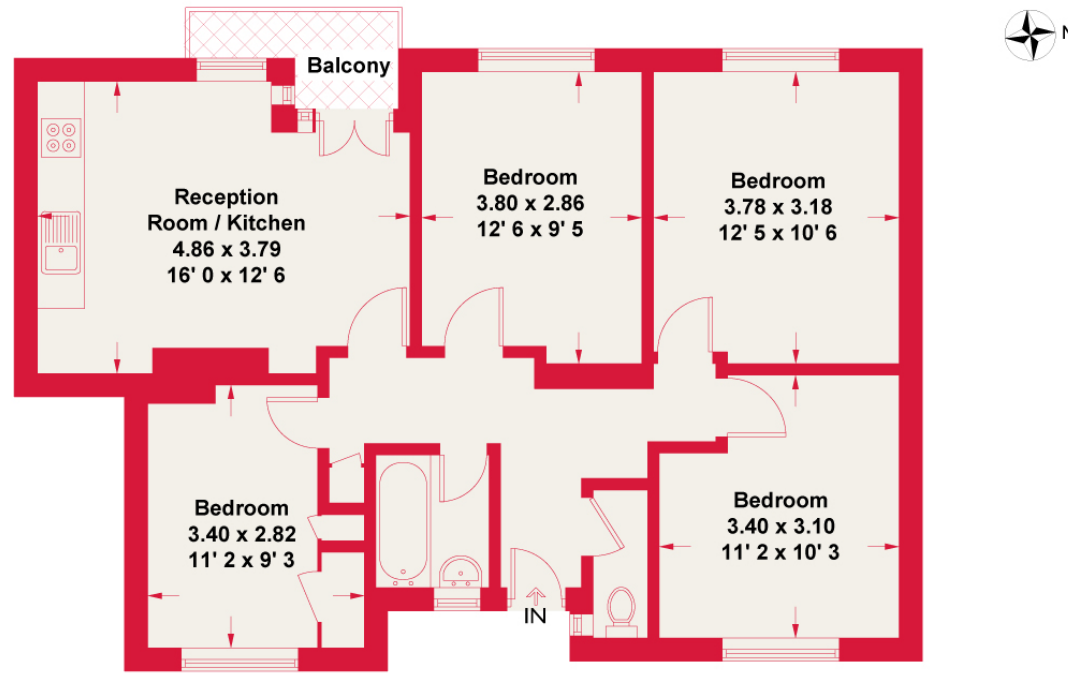 N
Balcony
Reception
Room / Kitchen
4.86 x 3.79
16' 0 x 12' 6
Bedroom
3.80 x 2.86
12' 6 x 9' 5
Bedroom
3.78 x 3.18
12' 5 x 10' 6
Bedroom
3.40 x 2.82
11' 2 x 9' 3
Bedroom
3.40 x 3.10
11' 2 x 10' 3
IN